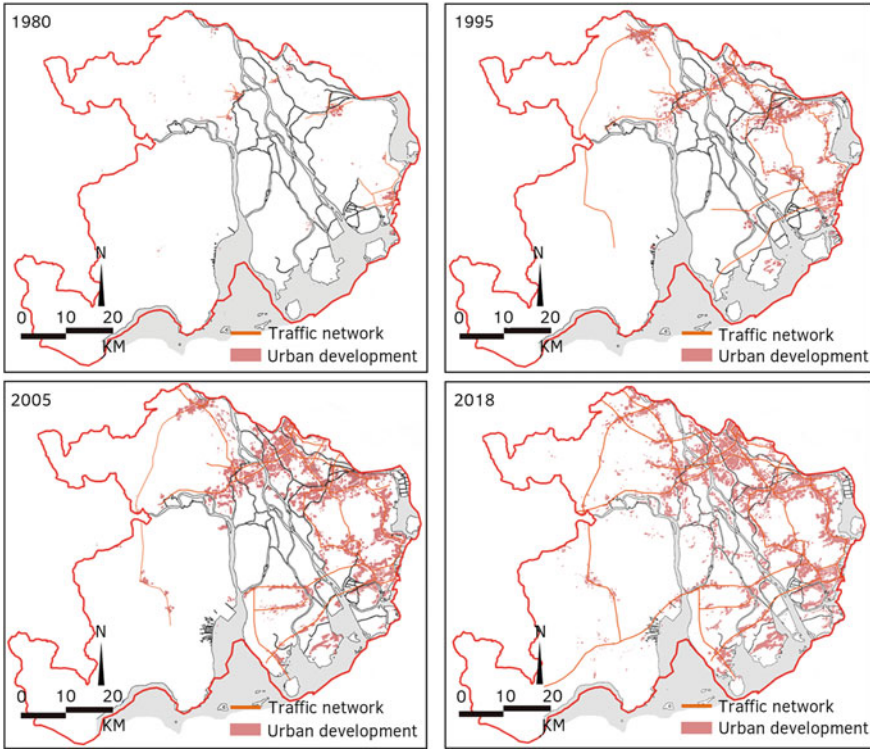 1980
N
0 10 20
KM
Traffic network
Urban development
1995
N
0 10 20
KM
Traffic network
Urban development
2005
N
0 10 20
KM
Traffic network
Urban development
2018
N
0 10 20
KM
Traffic network
Urban development